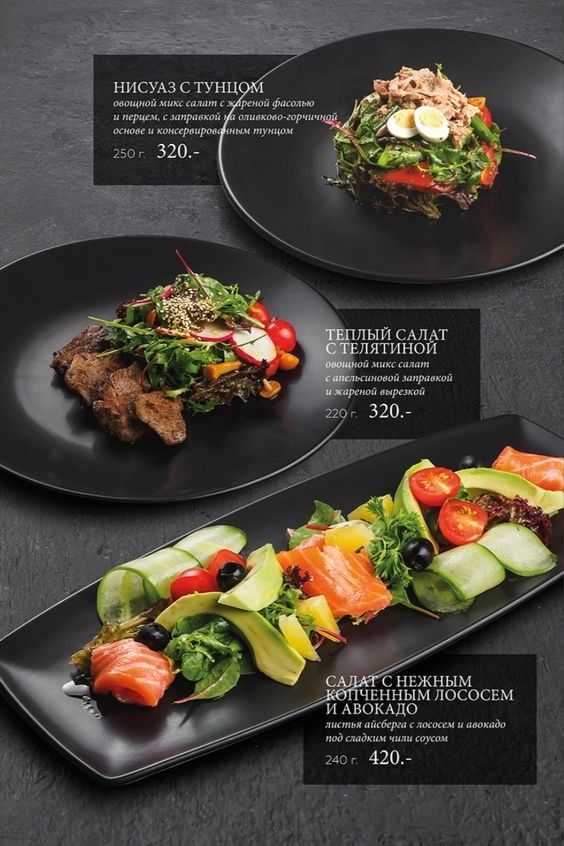 НИСУАЗ С ТУНЦОМ
овощной микс салат с жареной фасолью
и перцем, с заправкой на оливково-горчичной
основе и консервированным тунцом
250 г. 320.-
ТЕПЛЫЙ САЛАТ
С ТЕЛЯТИНОЙ
овощной микс салат
с апельсиновой заправкой
и жареной вырезкой
220 г. 320.-
САЛАТ С НЕЖНЫМ
КОПЧЕННЫМ ЛОСОСЕМ
И АВОКАДО
листья айсберга с лососем и авокадо
под сладким чили соусом
240 г. 420.-